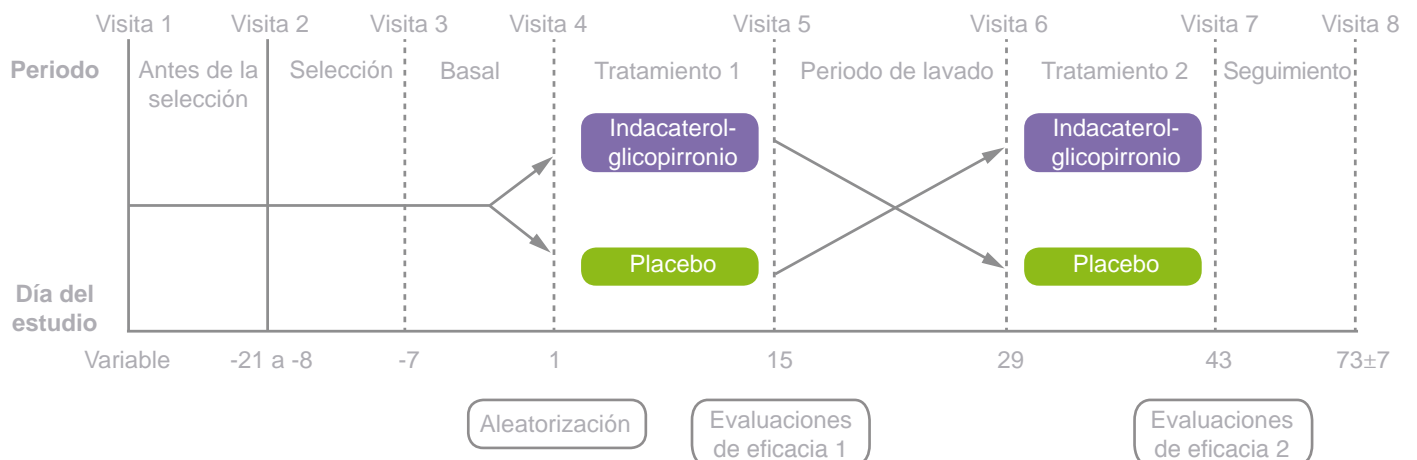 Visita 1 Visita 2 Visita 3 Visita 4 Visita 5 Visita 6 Visita 7 Visita 8
Periodo
Antes de la
selección
Selección
Basal
Tratamiento 1
Periodo de lavado
Tratamiento 2
Seguimiento
Indacaterol-
glicopirronio
Indacaterol-
glicopirronio
Placebo
Placebo
Día del
estudio
Variable -21 a -8 -7 1 15 29 43 73±7
Aleatorización
Evaluaciones
de eficacia 1
Evaluaciones
de eficacia 2